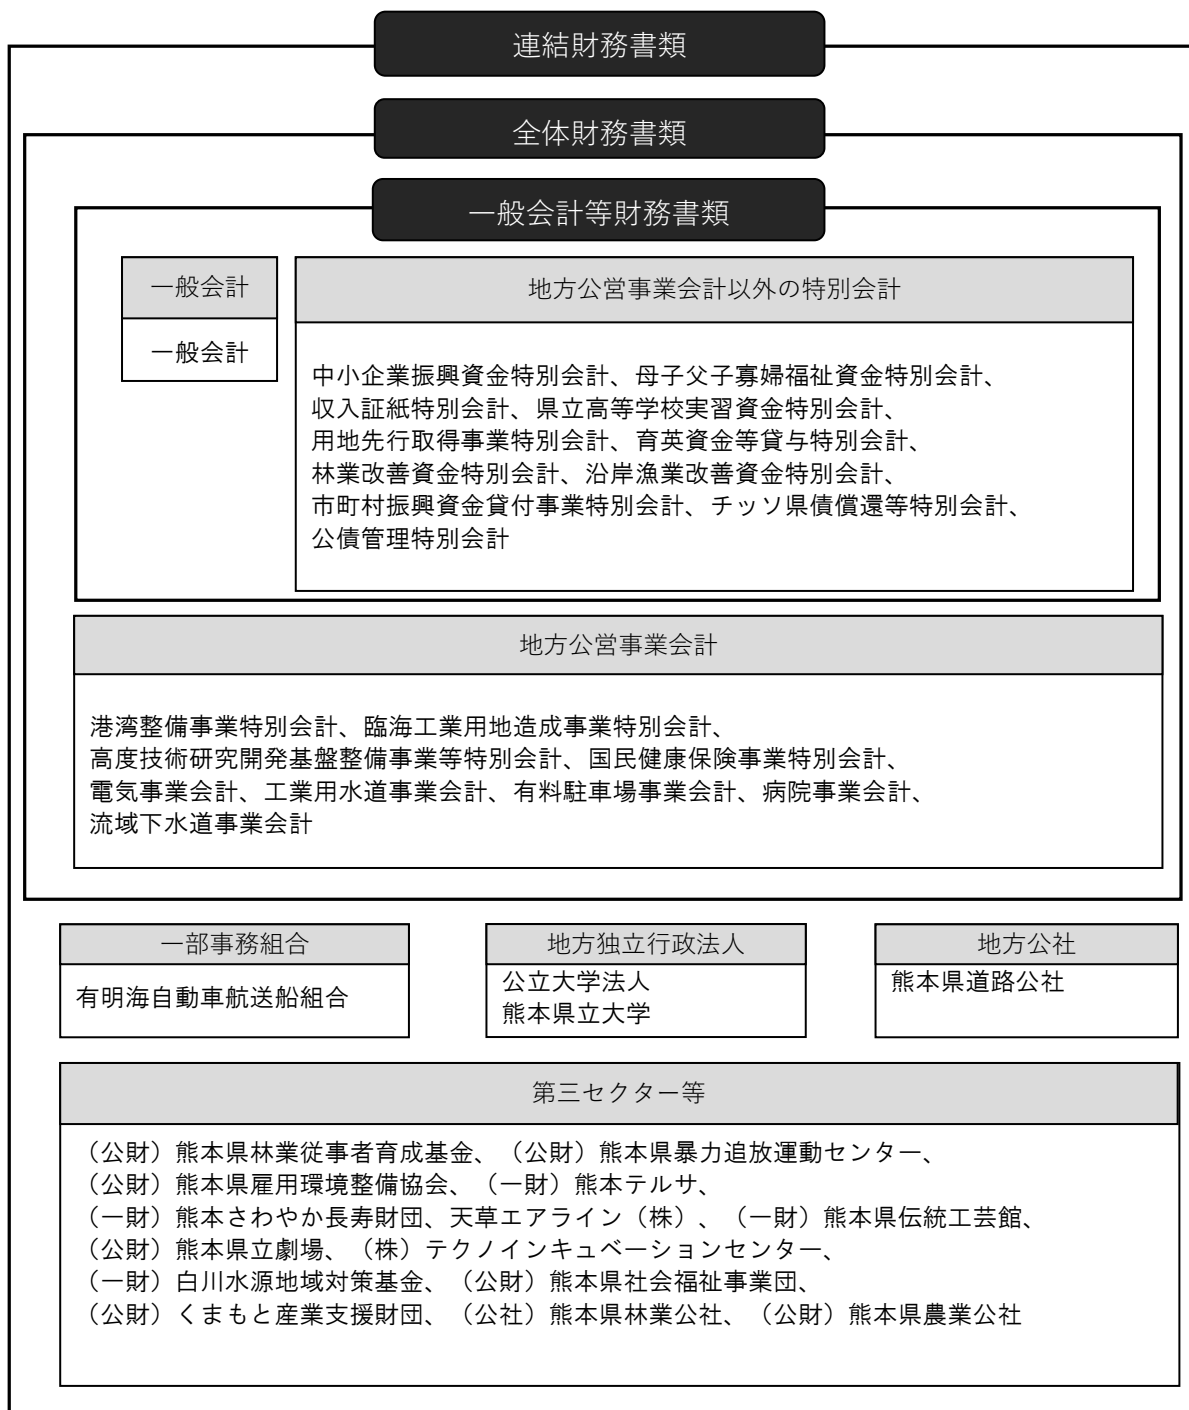 連結財務書類
全体財務書類
一般会計等財務書類
一般会計
一般会計
地方公営事業会計以外の特別会計
中小企業振興資金特別会計、母子父子寡婦福祉資金特別会計、
収入証紙特別会計、県立高等学校実習資金特別会計、
用地先行取得事業特別会計、育英資金等貸与特別会計、
林業改善資金特別会計、沿岸漁業改善資金特別会計、
市町村振興資金貸付事業特別会計、チッソ県債償還等特別会計、
公債管理特別会計
地方公営事業会計
港湾整備事業特別会計、臨海工業用地造成事業特別会計、
高度技術研究開発基盤整備事業等特別会計、国民健康保険事業特別会計、
電気事業会計、工業用水道事業会計、有料駐車場事業会計、病院事業会計、
流域下水道事業会計
一部事務組合
有明海自動車航送船組合
地方独立行政法人
公立大学法人
熊本県立大学
地方公社
熊本県道路公社
第三セクター等
（公財）熊本県林業従事者育成基金、（公財）熊本県暴力追放運動センター、
（公財）熊本県雇用環境整備協会、（一財）熊本テルサ、
（一財）熊本さわやか長寿財団、天草エアライン（株）、（一財）熊本県伝統工芸館、
（公財）熊本県立劇場、（株）テクノインキュベーションセンター、
（一財）白川水源地域対策基金、（公財）熊本県社会福祉事業団、
（公財）くまもと産業支援財団、（公社）熊本県林業公社、（公財）熊本県農業公社